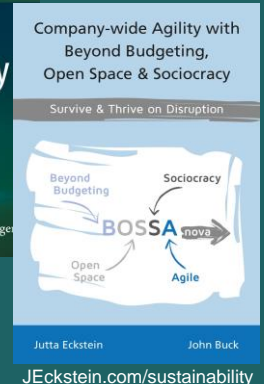 Company-wide Agility with
Beyond Budgeting,
Open Space & Sociocracy
Survive & Thrive on Disruption
Beyond
Budgeting
Sociocracy
BOSSA nova
Open
Space
Agile
Jutta Eckstein
John Buck
JEckstein.com/sustainability